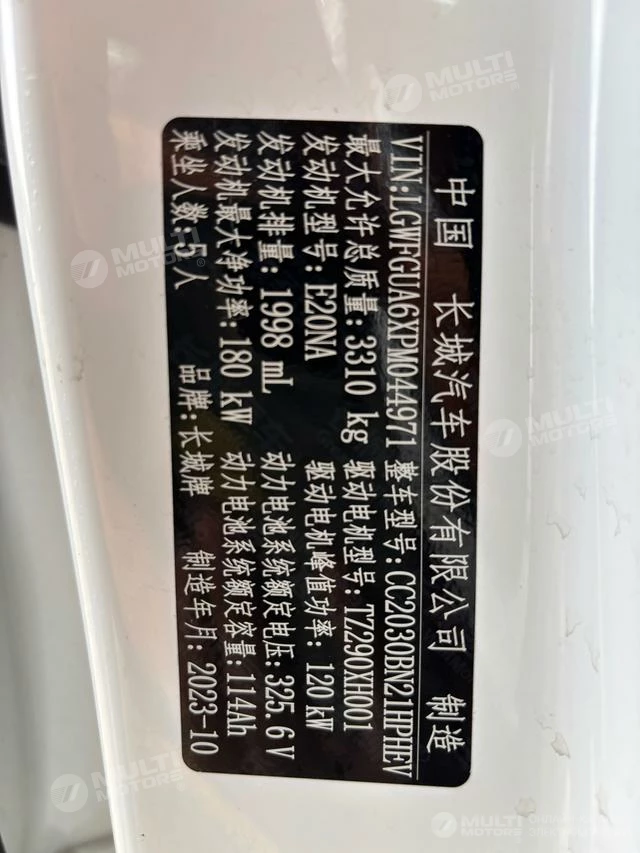 中国 长城汽车股份有限公司 制造
VIN:LGWFGUA6XPM044971 整车型号:CC2030BN21HPHEV
最大允许总质量:3310 kg 驱动电机型号:TZ290XH001
发动机型号:E20NA 驱动电机峰值功率:120 kW
发动机排量:1998 mL 动力电池系统额定电压:325.6 V
发动机最大净功率:180 kW 动力电池系统额定容量:114Ah
乘坐人数:5人 品牌:长城牌 制造年月:2023-10
MULTI MOTORS
MULTI MOTORS
MULTI MOTORS
MULTI MOTORS
MULTI MOTORS